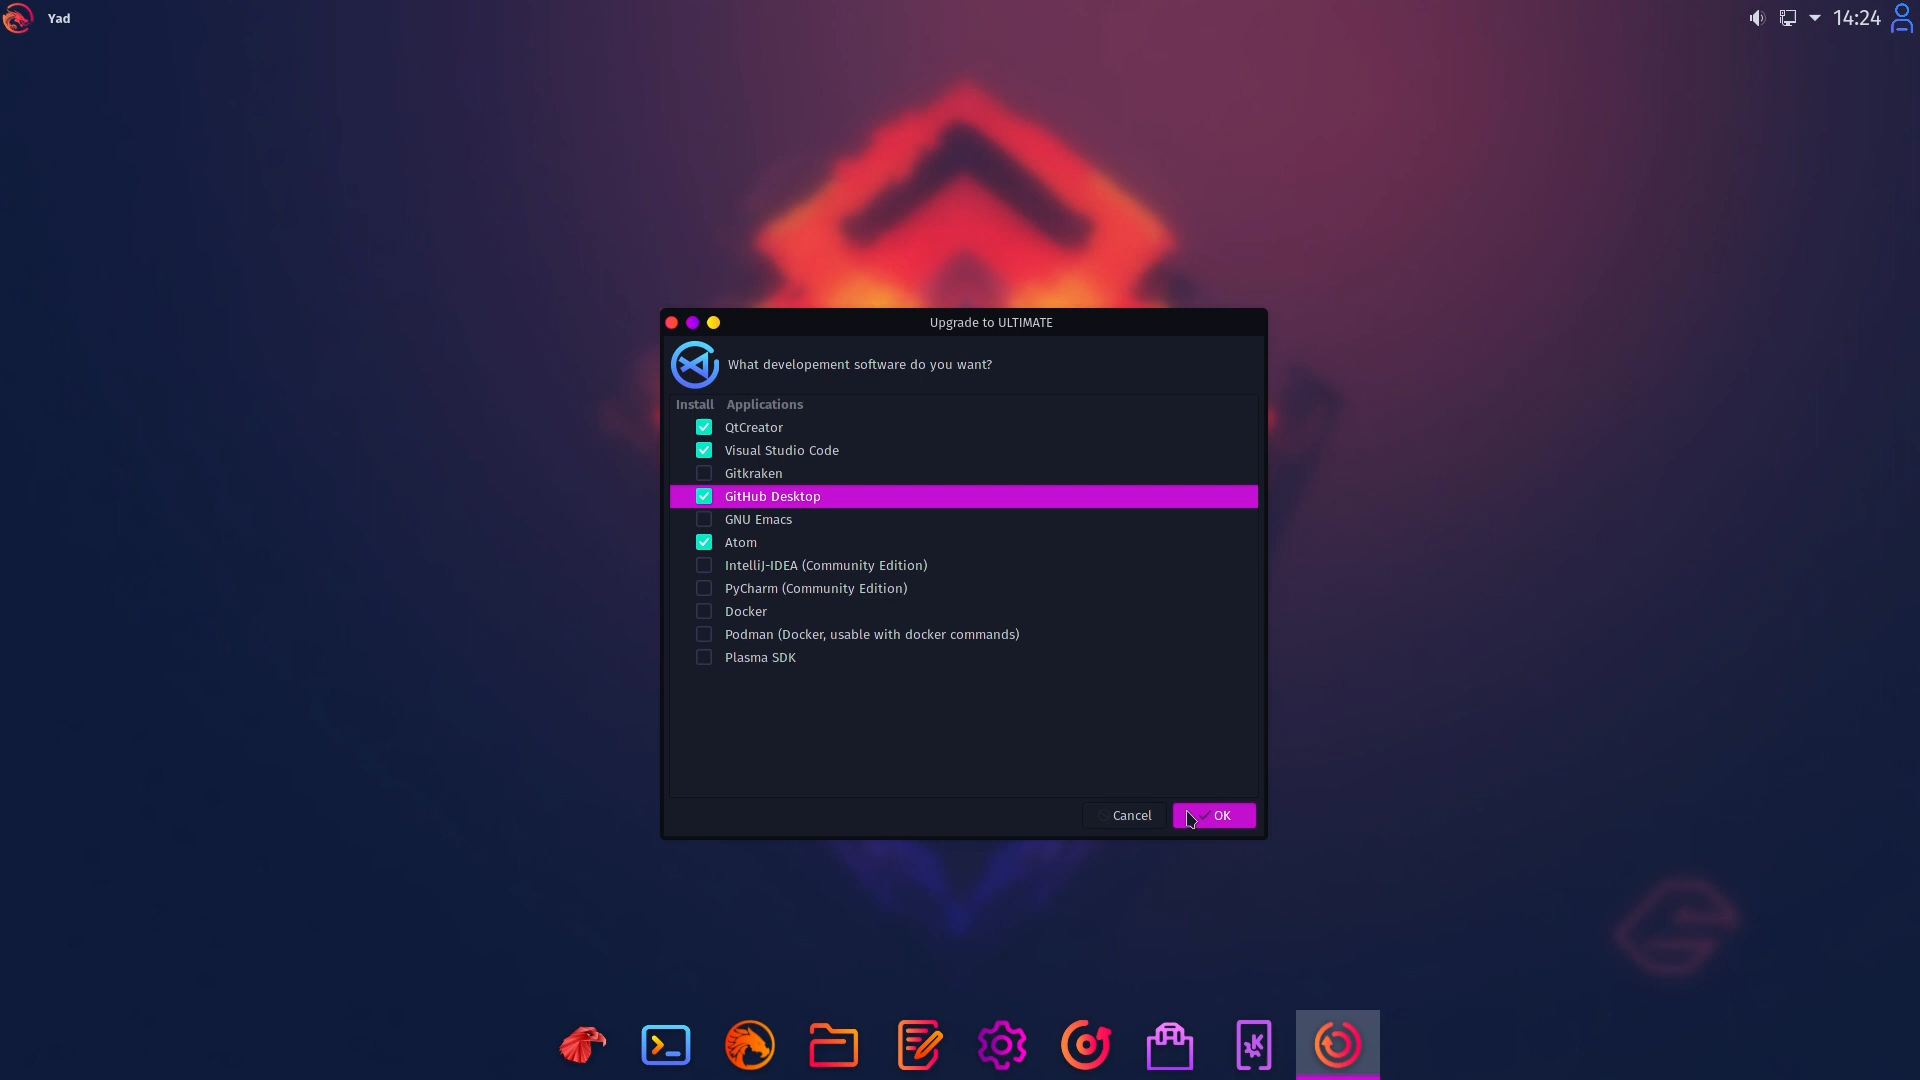 Yad
14:24
Upgrade to ULTIMATE
What developement software do you want?
Install Applications
QtCreator
Visual Studio Code
Gitkraken
GitHub Desktop
GNU Emacs
Atom
IntelliJ-IDEA (Community Edition)
PyCharm (Community Edition)
Docker
Podman (Docker, usable with docker commands)
Plasma SDK
Cancel OK